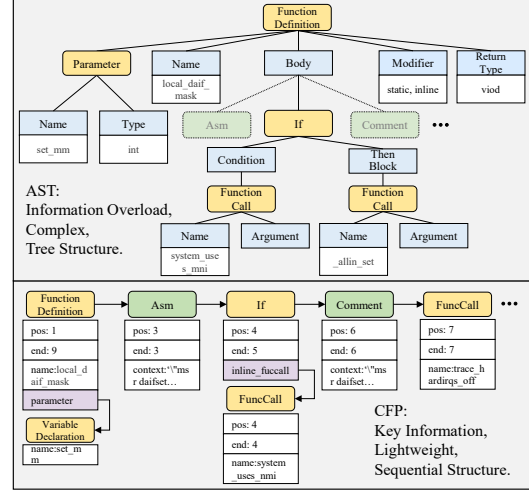 Function
Definition
Parameter
Name
local_daif_
mask
Body
Modifier
static, inline
Return
Type
viod
Name
set_mm
Type
int
Asm
If
Comment
•••
Condition
Then
Block
Function
Call
Function
Call
Name
system_use
s_mni
Argument
Name
_allin_set
Argument
AST:
Information Overload,
Complex,
Tree Structure.
Function
Definition
pos: 1
end: 9
name:local_d
aif_mask
parameter
Variable
Declaration
name:set_m
m
Asm
pos: 3
end: 3
context:'\"ms
r daifset...
If
pos: 4
end: 5
inline_fuccall
FuncCall
pos: 4
end: 4
name:system
_uses_nmi
Comment
pos: 6
end: 6
context:'\"ms
r daifset...
FuncCall
pos: 7
end: 7
name:trace_h
ardirqs_off
•••
CFP:
Key Information,
Lightweight,
Sequential Structure.